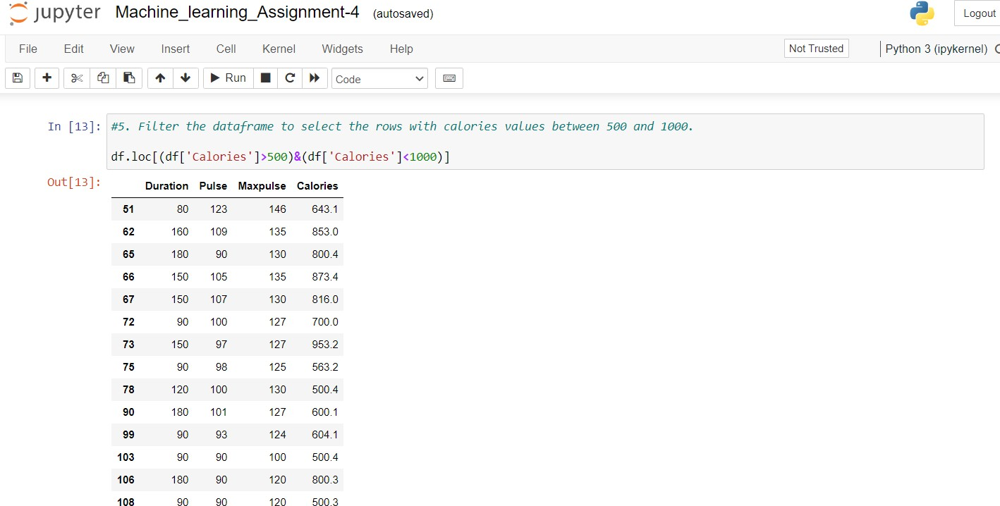 jupyter Machine_learning_Assignment-4 (autosaved) Logout
File Edit View Insert Cell Kernel Widgets Help Not Trusted Python 3 (ipykernel)
Run Code
In [13]: #5. Filter the dataframe to select the rows with calories values between 500 and 1000.
df.loc[(df['Calories']>500)&(df['Calories']<1000)]
Out[13]:
Duration Pulse Maxpulse Calories
51 80 123 146 643.1
62 160 109 135 853.0
65 180 90 130 800.4
66 150 105 135 873.4
67 150 107 130 816.0
72 90 100 127 700.0
73 150 97 127 953.2
75 90 98 125 563.2
78 120 100 130 500.4
90 180 101 127 600.1
99 90 93 124 604.1
103 90 90 100 500.4
106 180 90 120 800.3
108 90 90 120 500.3